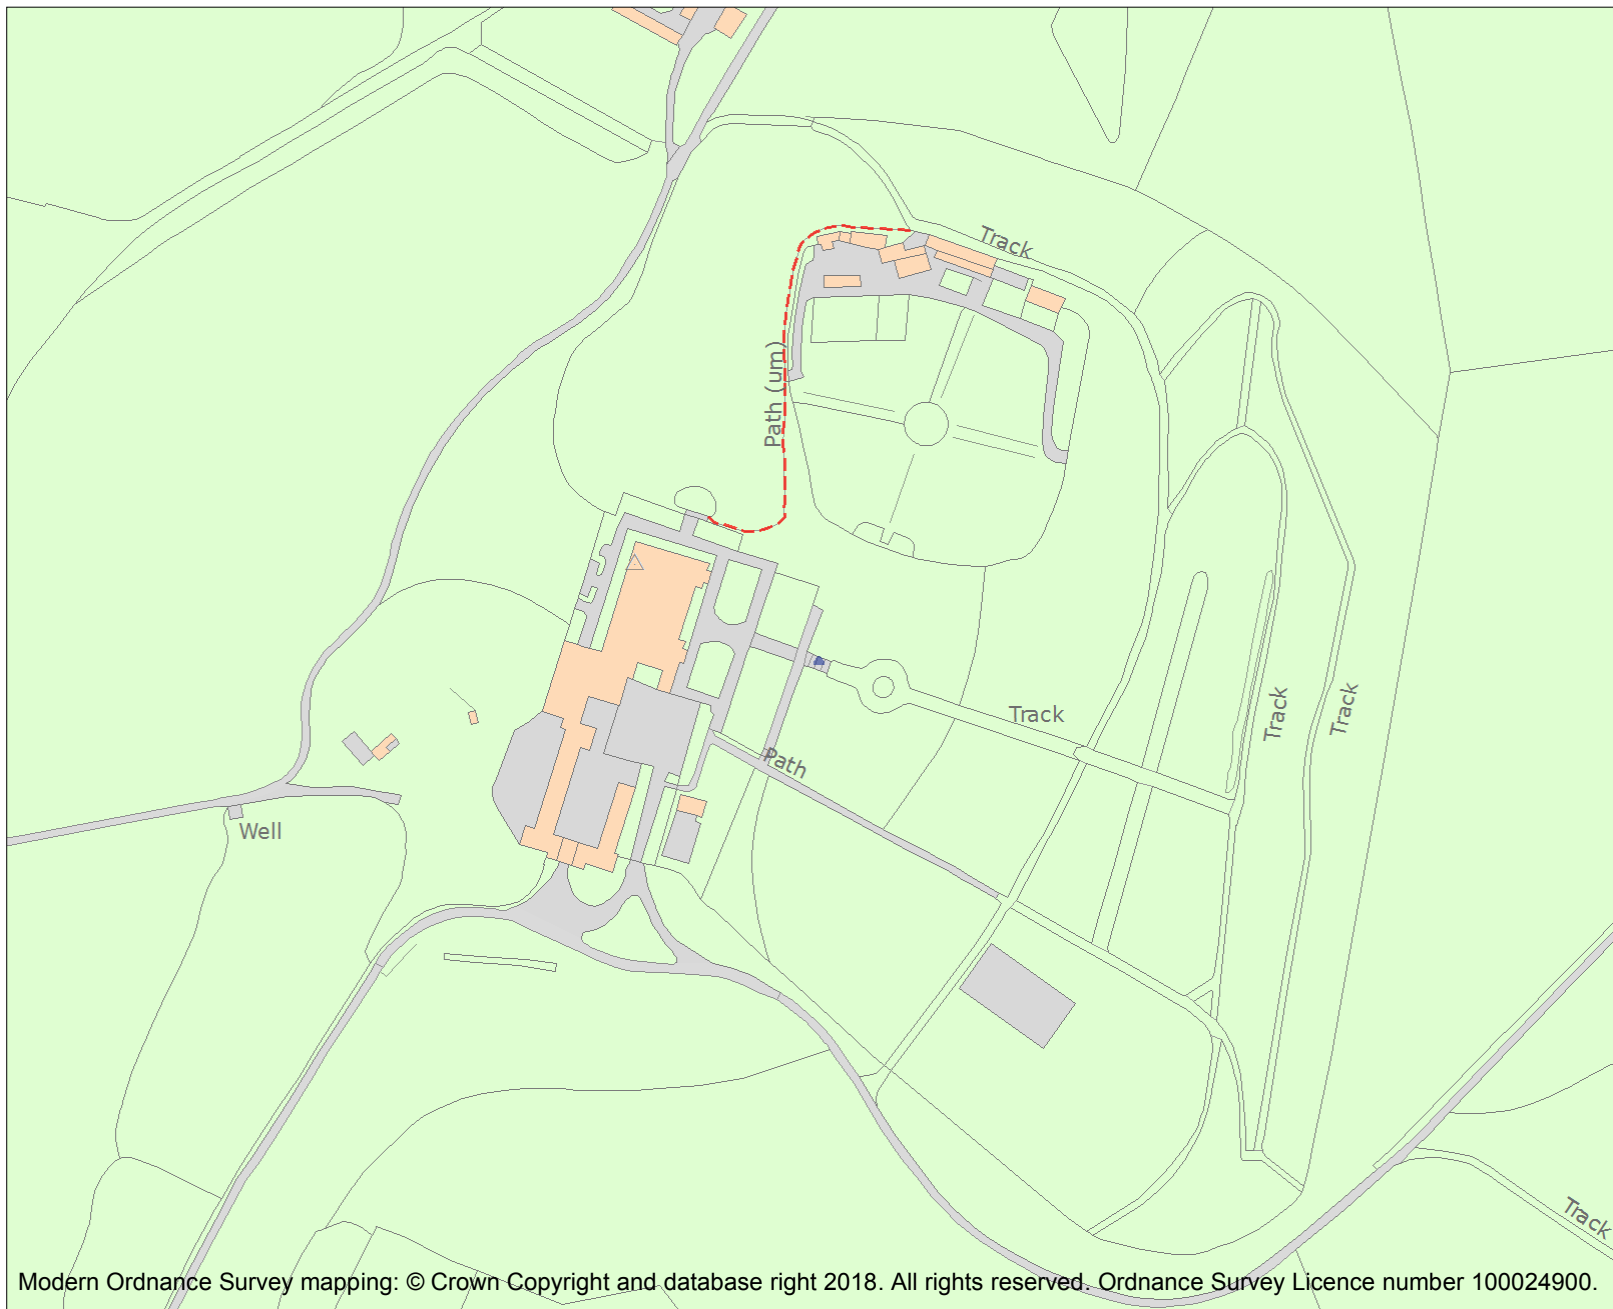 Track
Path (um)
Track
Track
Track
Path
Well
Track
Modern Ordnance Survey mapping: © Crown Copyright and database right 2018. All rights reserved. Ordnance Survey Licence number 100024900.